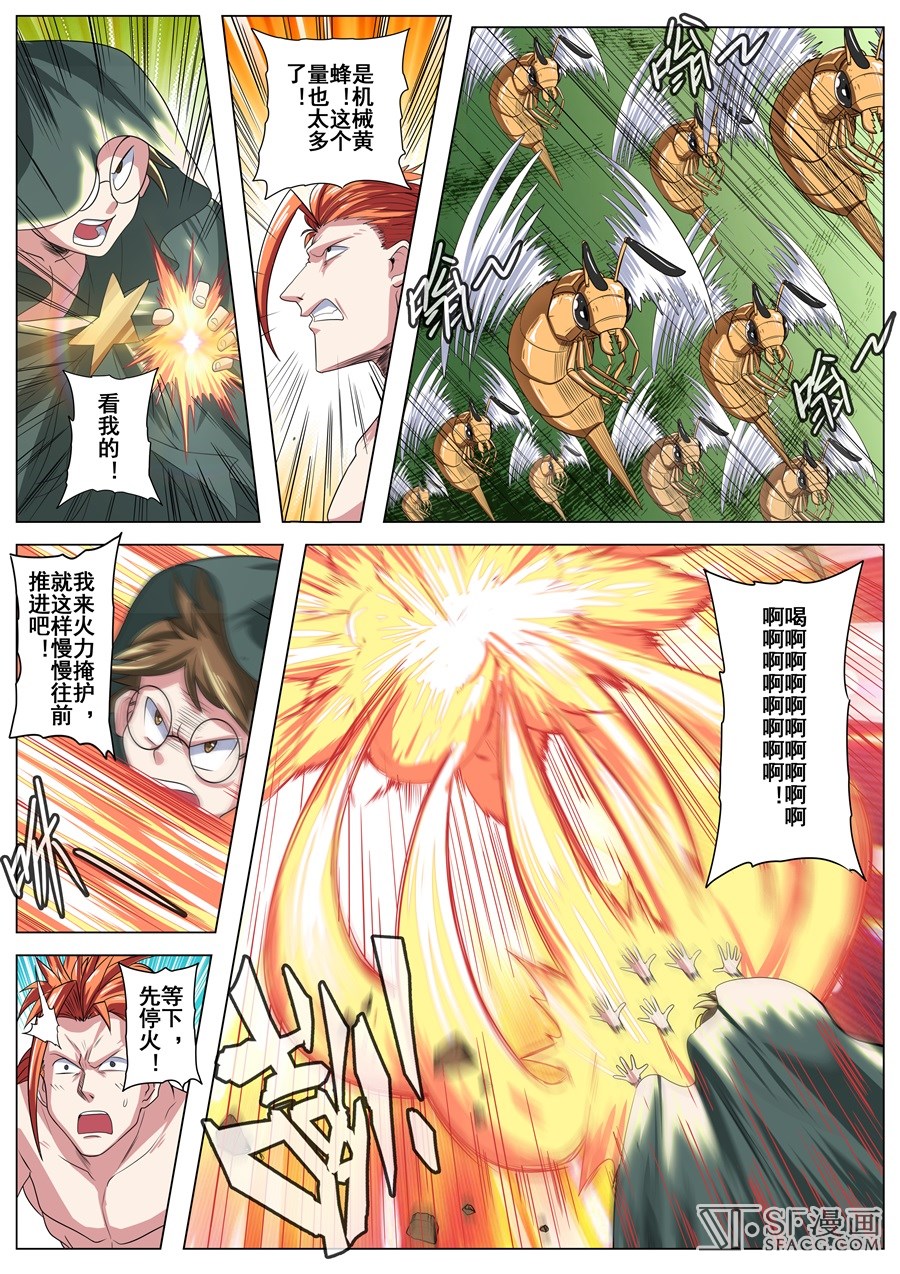 看我的！
是机械黄
蜂！这个
量也太多
了！
嗡～
嗡～
嗡～
我来火力掩护，
就这样慢慢往前
推进吧！
咻—
喝啊啊啊啊啊啊啊
啊啊啊啊啊啊！
等下，
先停火！
SF漫画
SFACG.COM